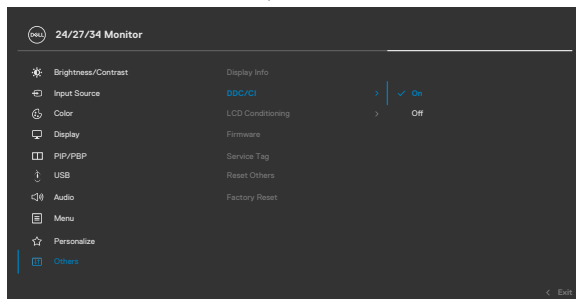 DELL
24/27/34 Monitor
Brightness/Contrast
Display Info
Input Source
DDC/CI
On
Color
LCD Conditioning
Off
Display
Firmware
PIP/PBP
Service Tag
USB
Reset Others
Audio
Factory Reset
Menu
Personalize
Others
Exit